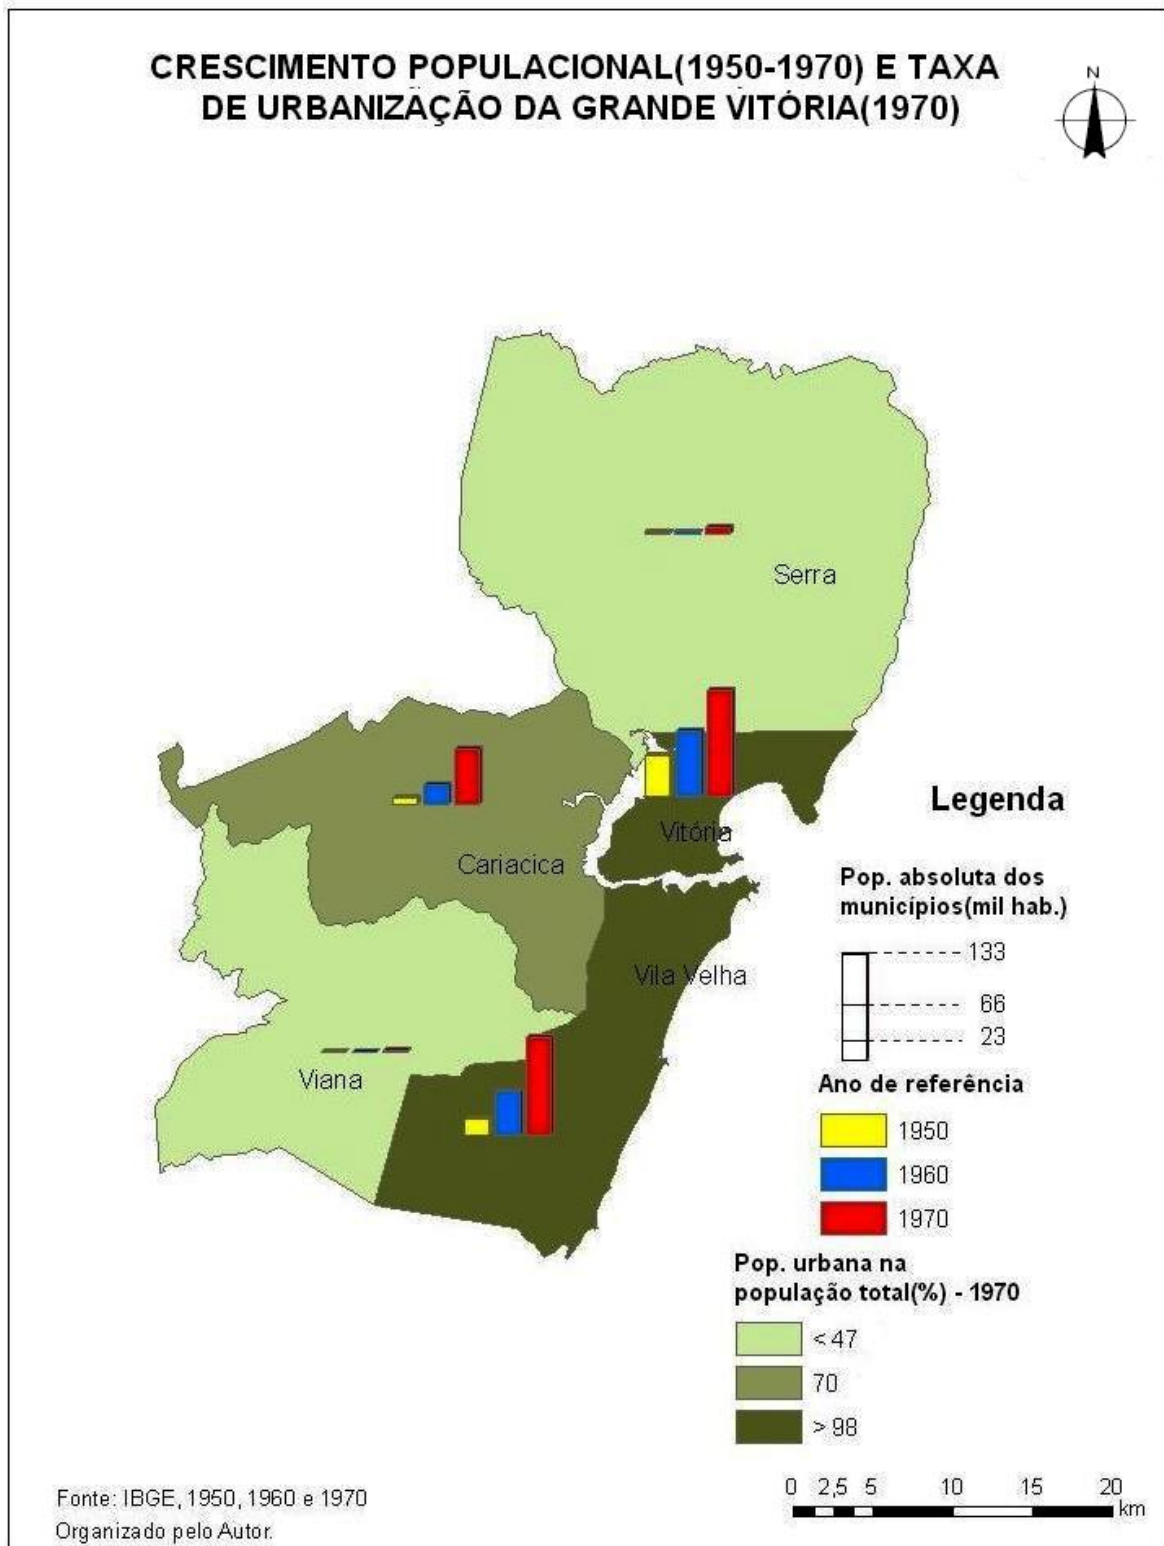 CRESCIMENTO POPULACIONAL(1950-1970) E TAXA
DE URBANIZAÇÃO DA GRANDE VITÓRIA(1970)
N
Serra
Vitória
Cariacica
Vila Velha
Viana
Legenda
Pop. absoluta dos
municípios(mil hab.)
133
66
23
Ano de referência
1950
1960
1970
Pop. urbana na
população total(%) - 1970
< 47
70
> 98
0 2,5 5 10 15 20
km
Fonte: IBGE, 1950, 1960 e 1970
Organizado pelo Autor.